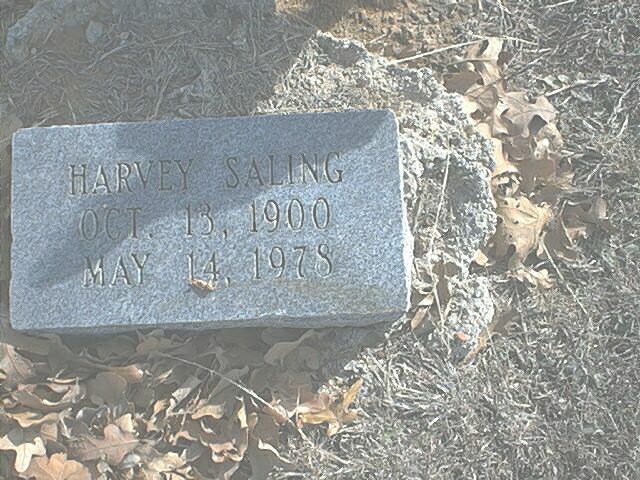 HARVEY SALING
OCT. 13, 1900
MAY 14, 1978